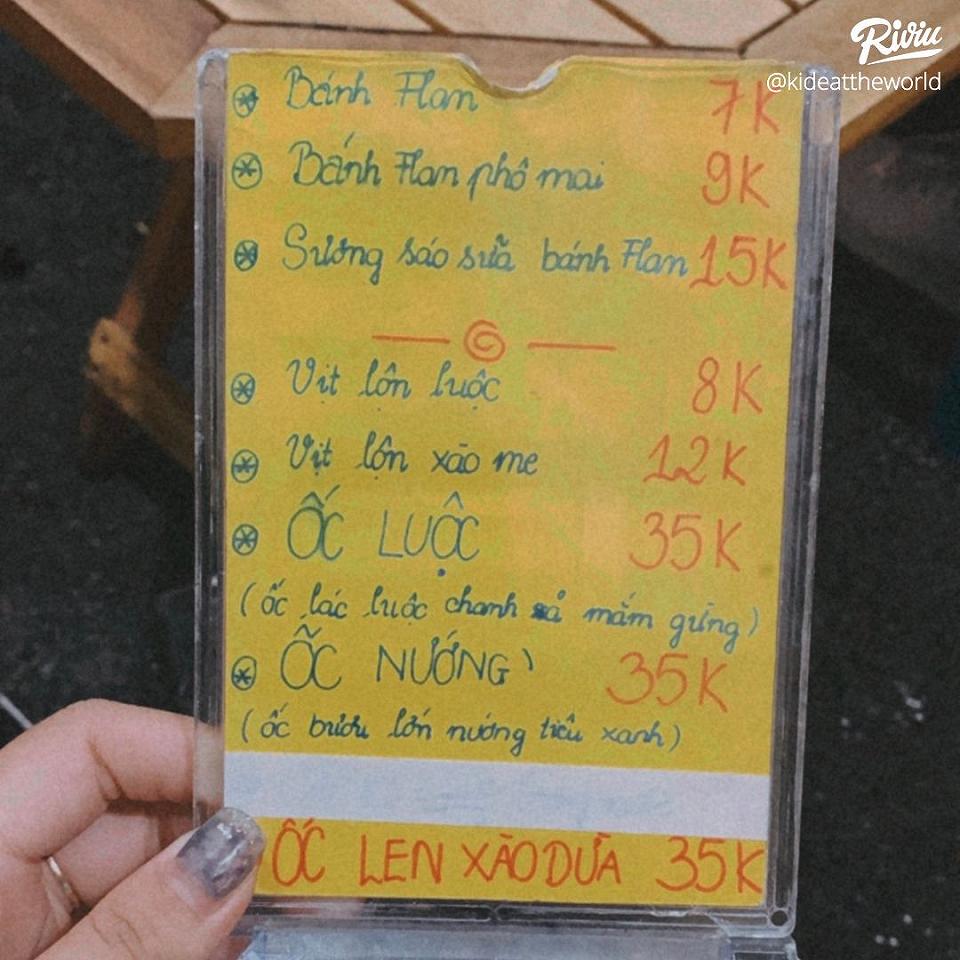 Riviu
@kideattheworld
Bánh Flan 7K
Bánh Flan phô mai 9K
Sương sáo sữa bánh Flan 15K
Vịt lộn luộc 8K
Vịt lộn xào me 12K
ỐC LUỘC 35K
(ốc lác luộc chanh sả mắm gừng)
ỐC NƯỚNG 35K
(ốc bươu lớn nướng tiêu xanh)
ỐC LEN XÀO DỪA 35K